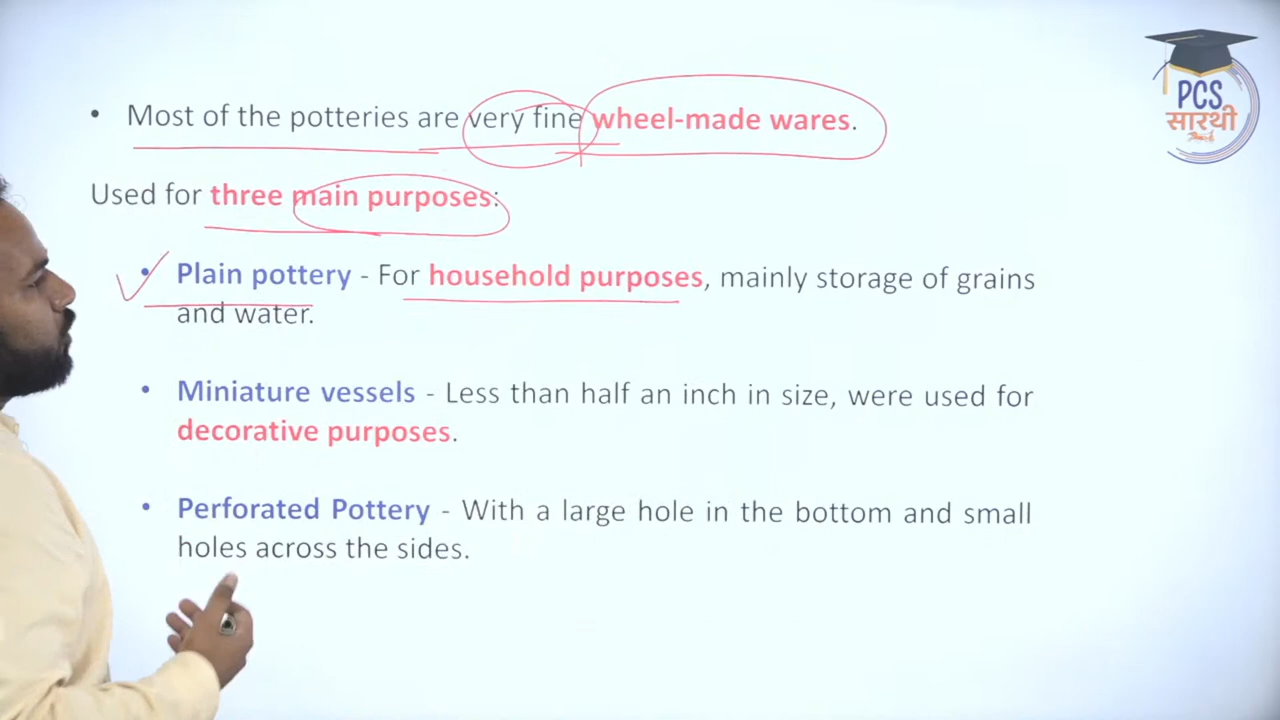 • Most of the potteries are very fine wheel-made wares.
Used for three main purposes:
• Plain pottery - For household purposes, mainly storage of grains
and water.
• Miniature vessels - Less than half an inch in size, were used for
decorative purposes.
• Perforated Pottery - With a large hole in the bottom and small
holes across the sides.
PCS
सारथी